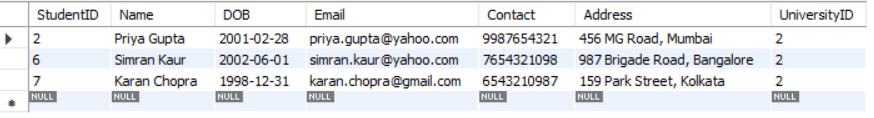 StudentID Name DOB Email Contact Address UniversityID
2 Priya Gupta 2001-02-28 priya.gupta@yahoo.com 9987654321 456 MG Road, Mumbai 2
6 Simran Kaur 2002-06-01 simran.kaur@yahoo.com 7654321098 987 Brigade Road, Bangalore 2
7 Karan Chopra 1998-12-31 karan.chopra@gmail.com 6543210987 159 Park Street, Kolkata 2
NULL NULL NULL NULL NULL NULL NULL